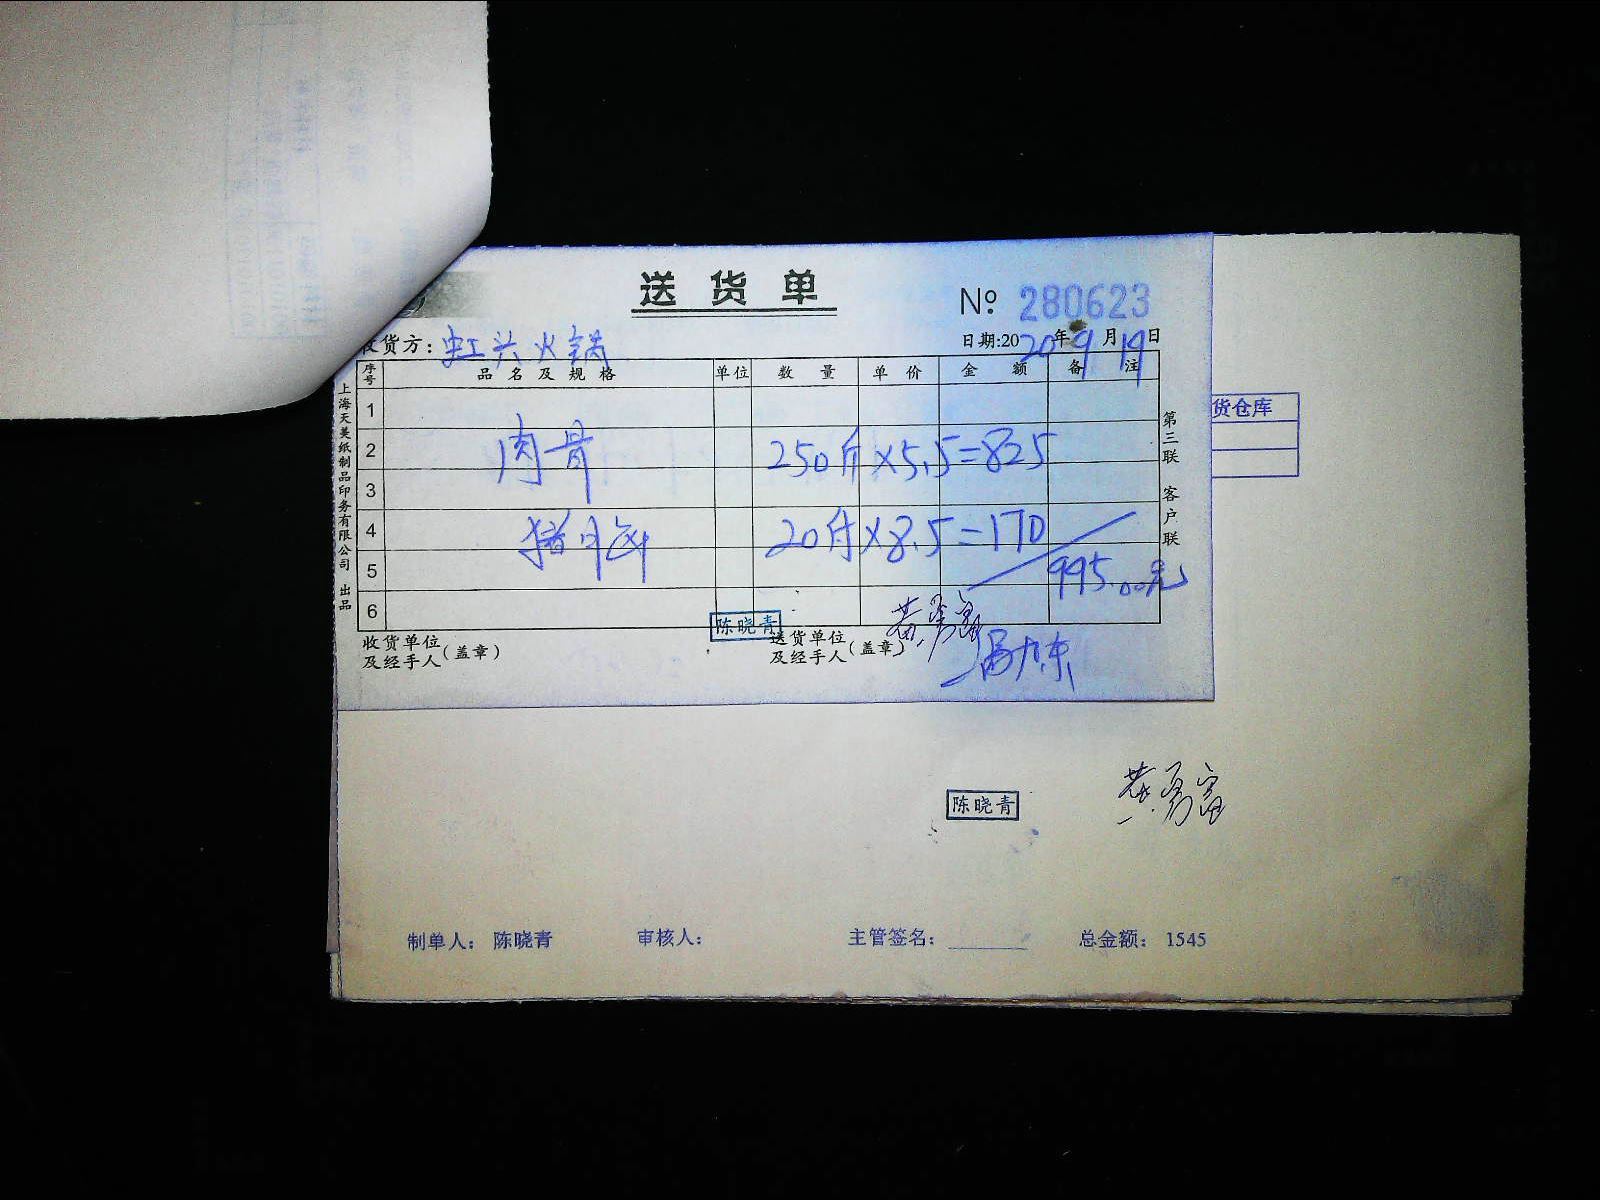 送货单
№ 280623
收货方：虹兴火锅
日期:2020年9月19日
序号 品名及规格 单位 数量 单价 金额 备注
1
2 肉骨 250斤×5.5=825
3
4 20斤×8.5=170
5 995.00元
6
陈晓青
收货单位及经手人(盖章)
送货单位及经手人(盖章)
黄勇富
上海天美纸制品印务有限公司 出品
第三联 客户联
货仓库
陈晓青
黄勇富
制单人： 陈晓青 审核人： 主管签名：______ 总金额： 1545